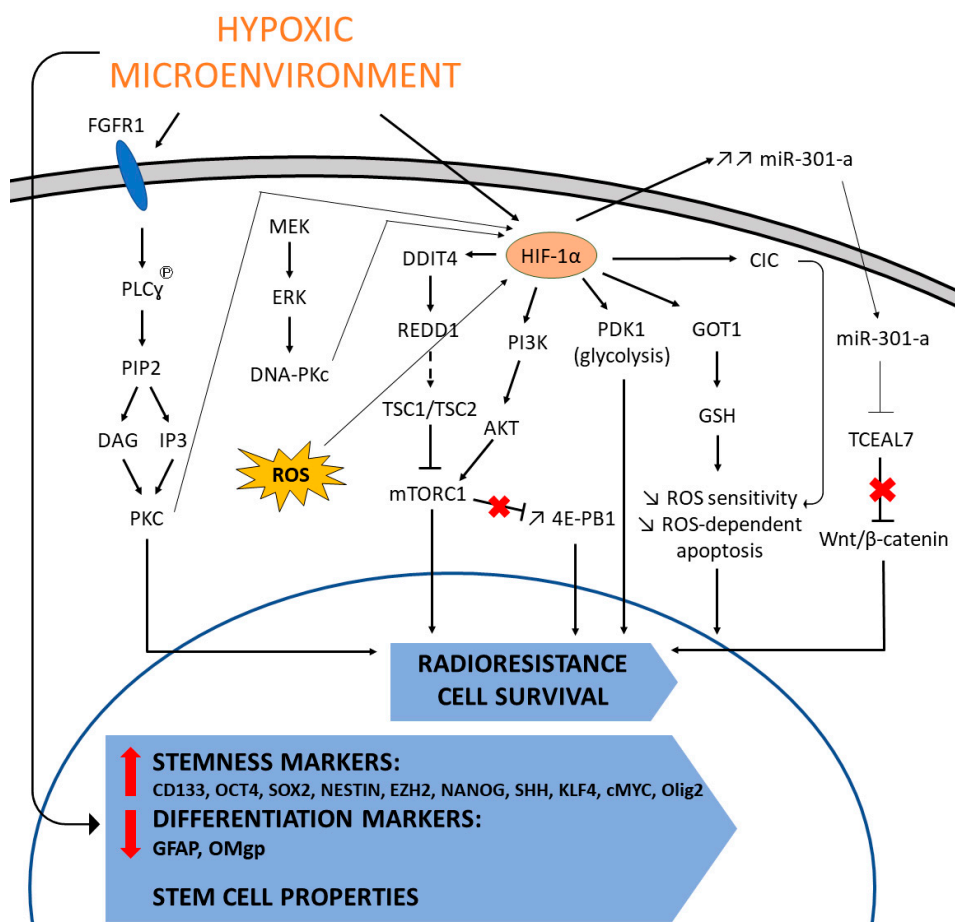 HYPOXIC
MICROENVIRONMENT
FGFR1
↗↗ miR-301-a
MEK
HIF-1α
DDIT4
CIC
P
PLCɣ
ERK
REDD1
PI3K
PDK1
(glycolysis)
GOT1
miR-301-a
PIP2
DNA-PKc
TSC1/TSC2
AKT
GSH
DAG
IP3
TCEAL7
ROS
mTORC1
PKC
↗ 4E-PB1
↘ ROS sensitivity
↘ ROS-dependent
apoptosis
Wnt/β-catenin
RADIORESISTANCE
CELL SURVIVAL
STEMNESS MARKERS:
CD133, OCT4, SOX2, NESTIN, EZH2, NANOG, SHH, KLF4, cMYC, Olig2
DIFFERENTIATION MARKERS:
GFAP, OMgp
STEM CELL PROPERTIES